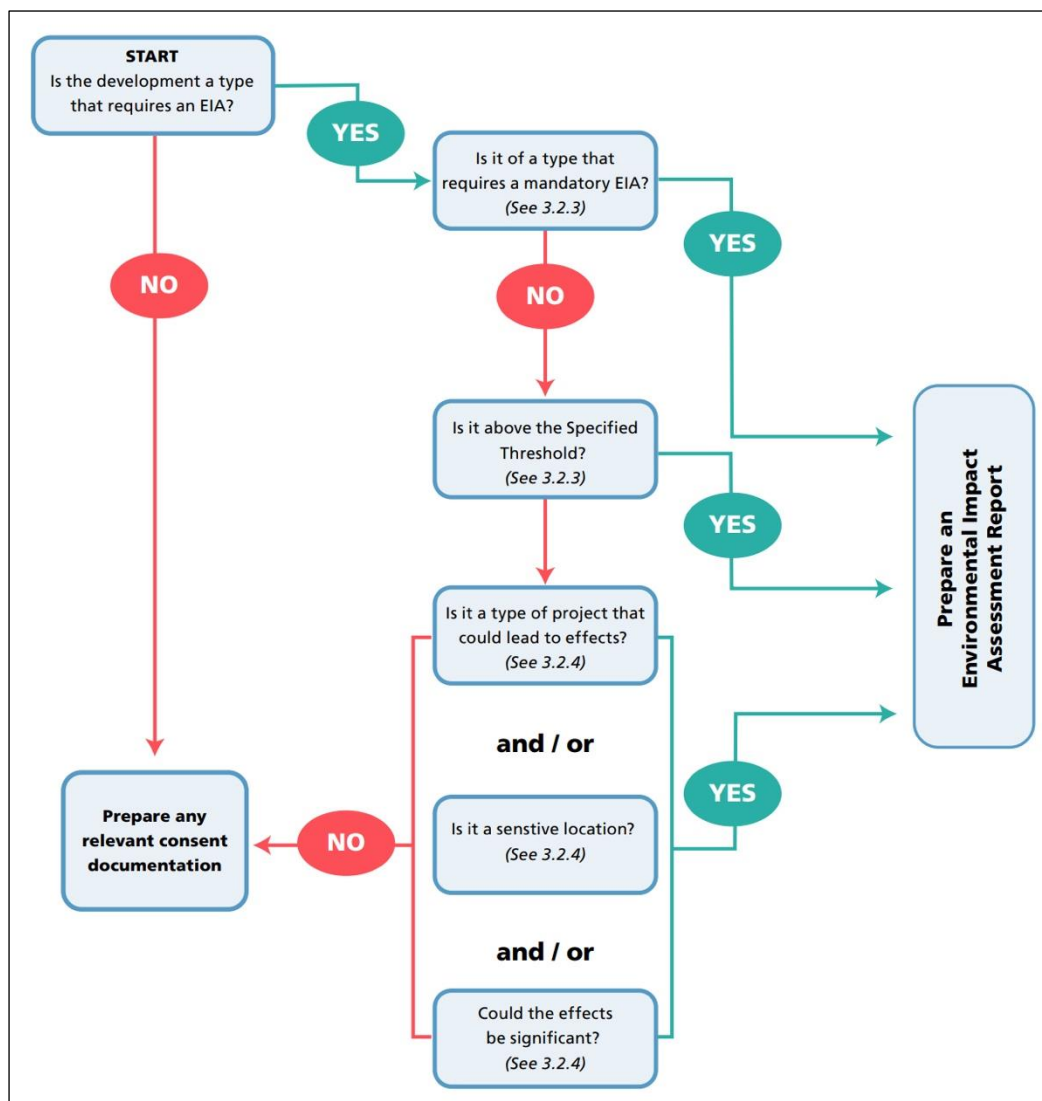 START
Is the development a type
that requires an EIA?
YES
Is it of a type that
requires a mandatory EIA?
(See 3.2.3)
YES
NO
NO
Is it above the Specified
Threshold?
(See 3.2.3)
YES
Prepare an
Environmental Impact
Assessment Report
Is it a type of project that
could lead to effects?
(See 3.2.4)
and / or
YES
Prepare any
relevant consent
documentation
NO
Is it a senstive location?
(See 3.2.4)
and / or
Could the effects
be significant?
(See 3.2.4)